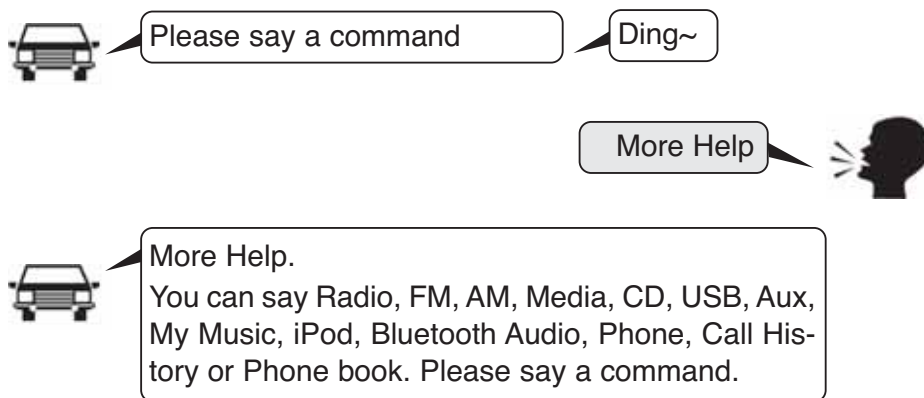 Please say a command
Ding~
More Help
More Help.
You can say Radio, FM, AM, Media, CD, USB, Aux,
My Music, iPod, Bluetooth Audio, Phone, Call His-
tory or Phone book. Please say a command.